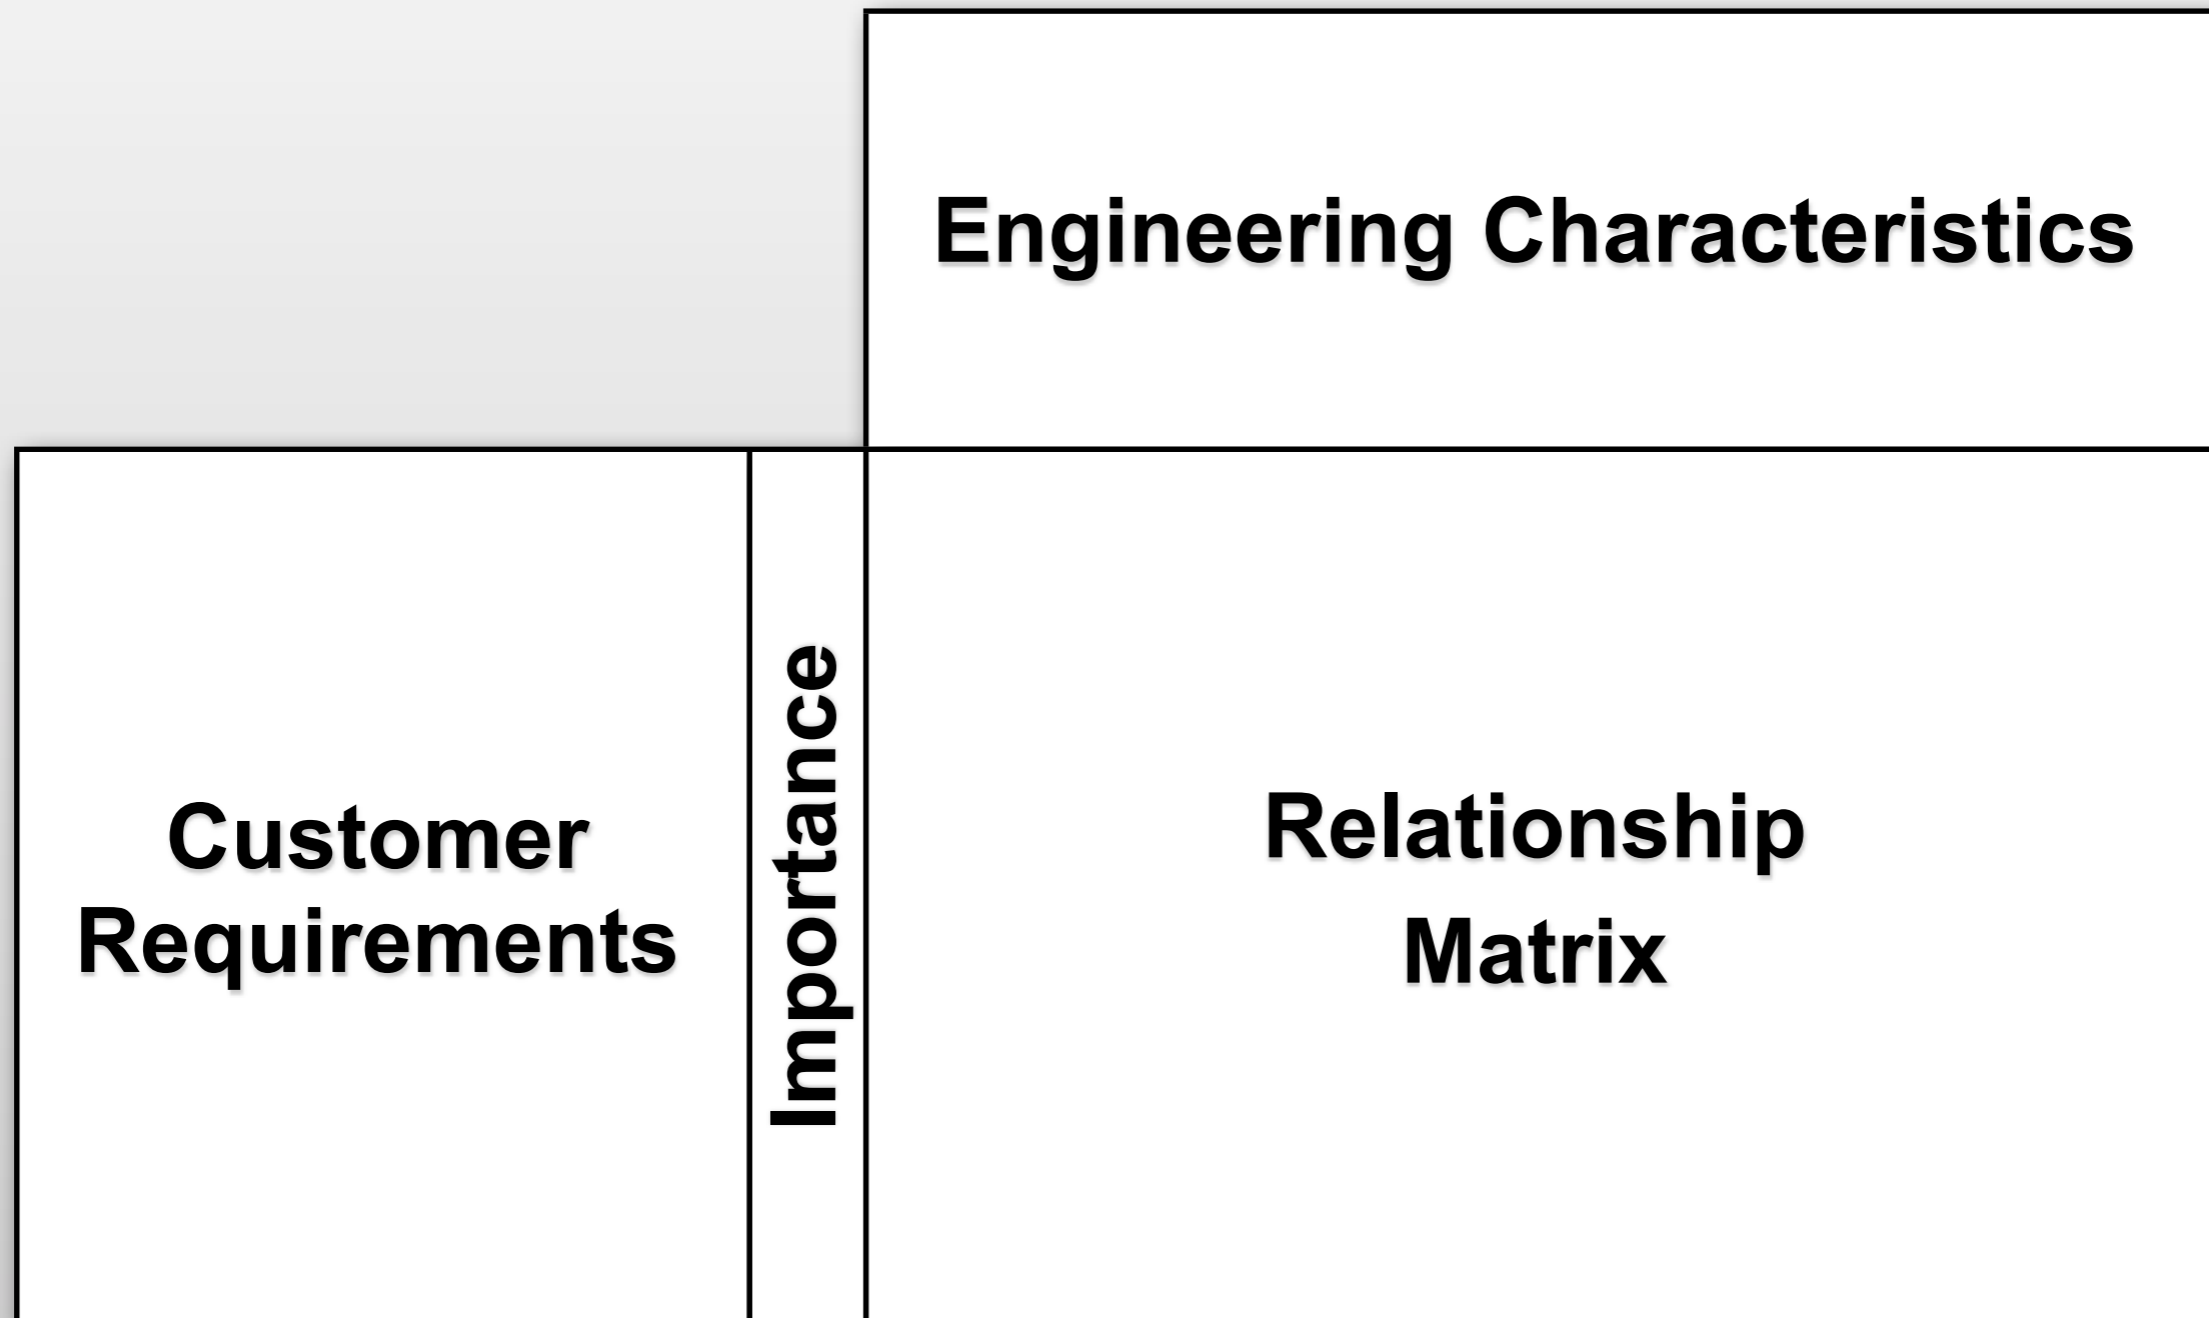 Engineering Characteristics
Customer
Requirements
Importance
Relationship
Matrix